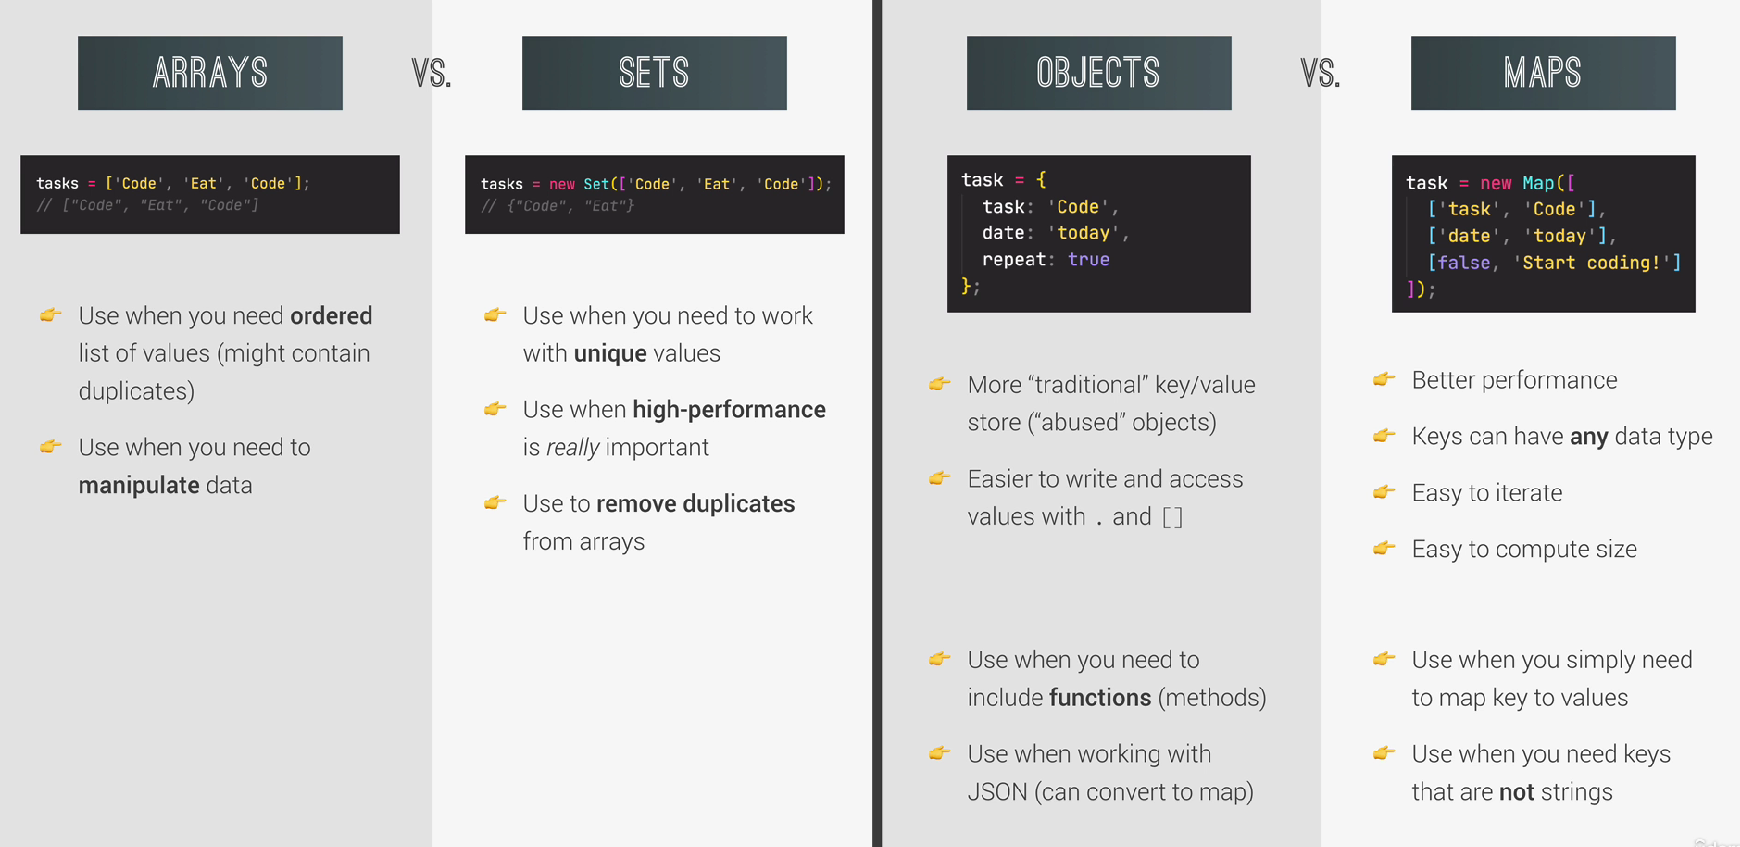 ARRAYS
VS.
SETS
tasks = ['Code', 'Eat', 'Code'];
// ["Code", "Eat", "Code"]
tasks = new Set(['Code', 'Eat', 'Code']);
// {"Code", "Eat"}
Use when you need ordered
list of values (might contain
duplicates)
Use when you need to
manipulate data
Use when you need to work
with unique values
Use when high-performance
is really important
Use to remove duplicates
from arrays
OBJECTS
VS.
MAPS
task = {
task: 'Code',
date: 'today',
repeat: true
};
task = new Map([
['task', 'Code'],
['date', 'today'],
[false, 'Start coding!']
]);
More “traditional” key/value
store (“abused” objects)
Easier to write and access
values with . and []
Use when you need to
include functions (methods)
Use when working with
JSON (can convert to map)
Better performance
Keys can have any data type
Easy to iterate
Easy to compute size
Use when you simply need
to map key to values
Use when you need keys
that are not strings